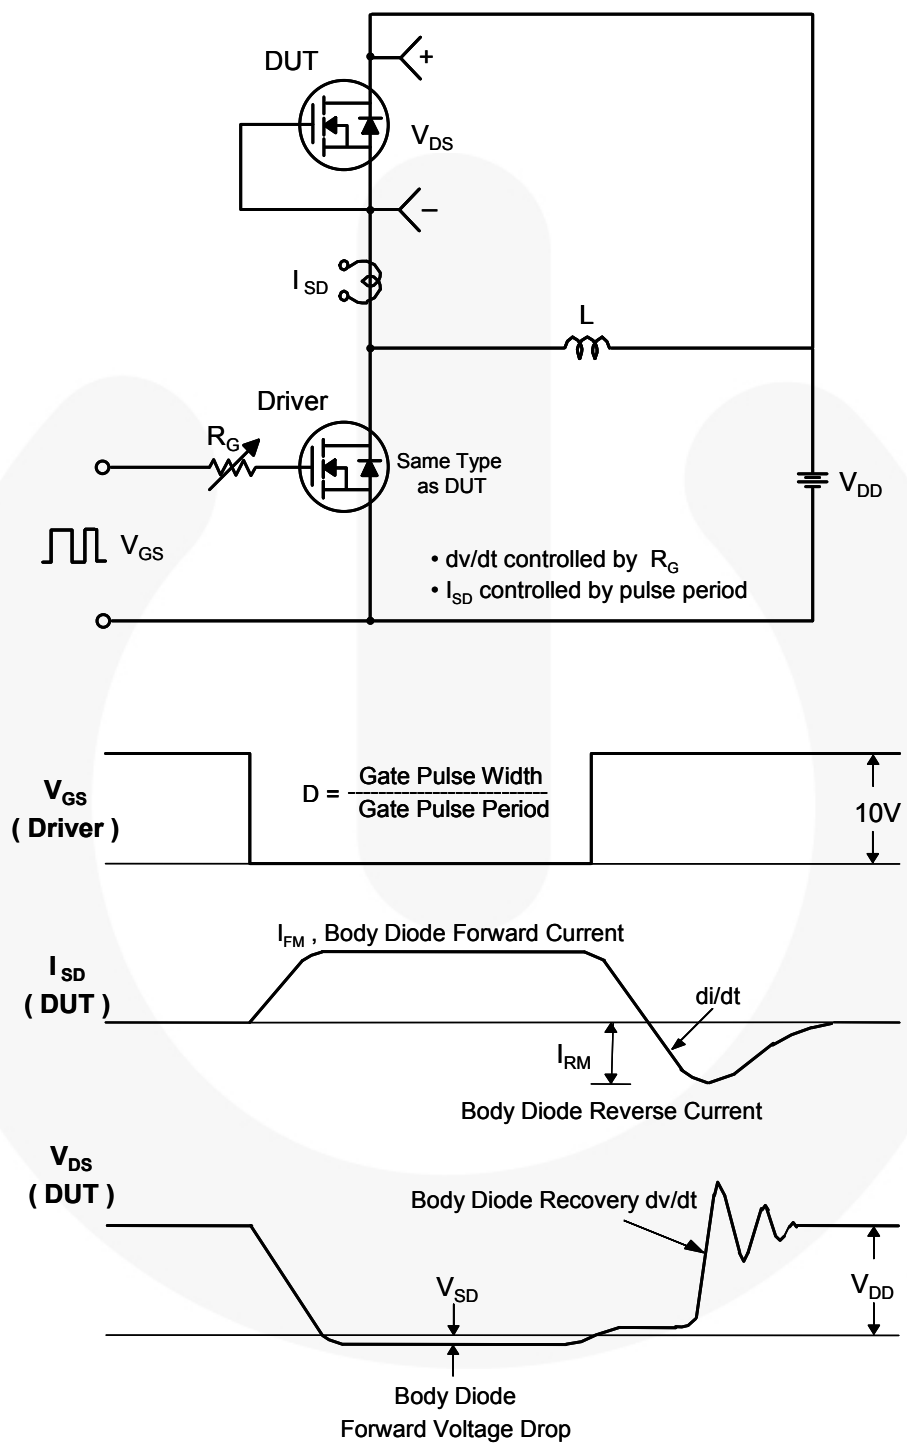 DUT
+
V_DS
–
I_SD
L
Driver
R_G
Same Type
as DUT
V_DD
V_GS
• dv/dt controlled by R_G
• I_SD controlled by pulse period
V_GS
( Driver )
D = Gate Pulse Width
--------------------------
Gate Pulse Period
10V
I_FM , Body Diode Forward Current
I_SD
( DUT )
di/dt
I_RM
Body Diode Reverse Current
V_DS
( DUT )
Body Diode Recovery dv/dt
V_SD
V_DD
Body Diode
Forward Voltage Drop